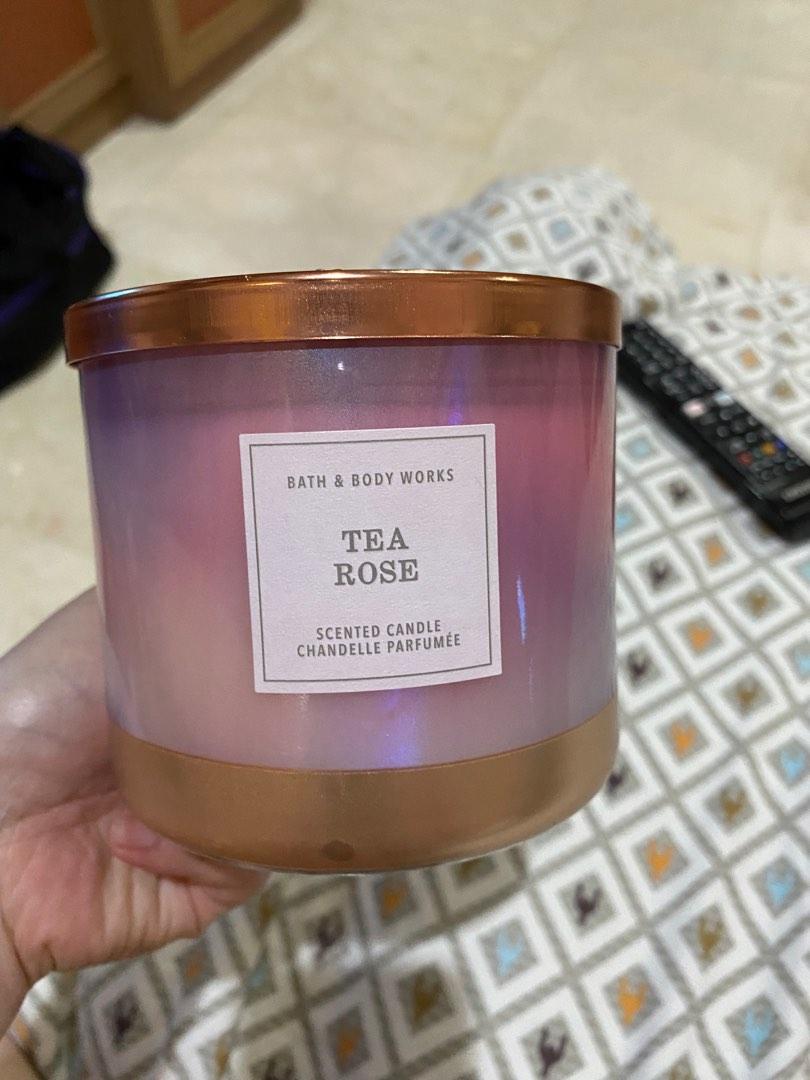 BATH & BODY WORKS
TEA
ROSE
SCENTED CANDLE
CHANDELLE PARFUMÉE